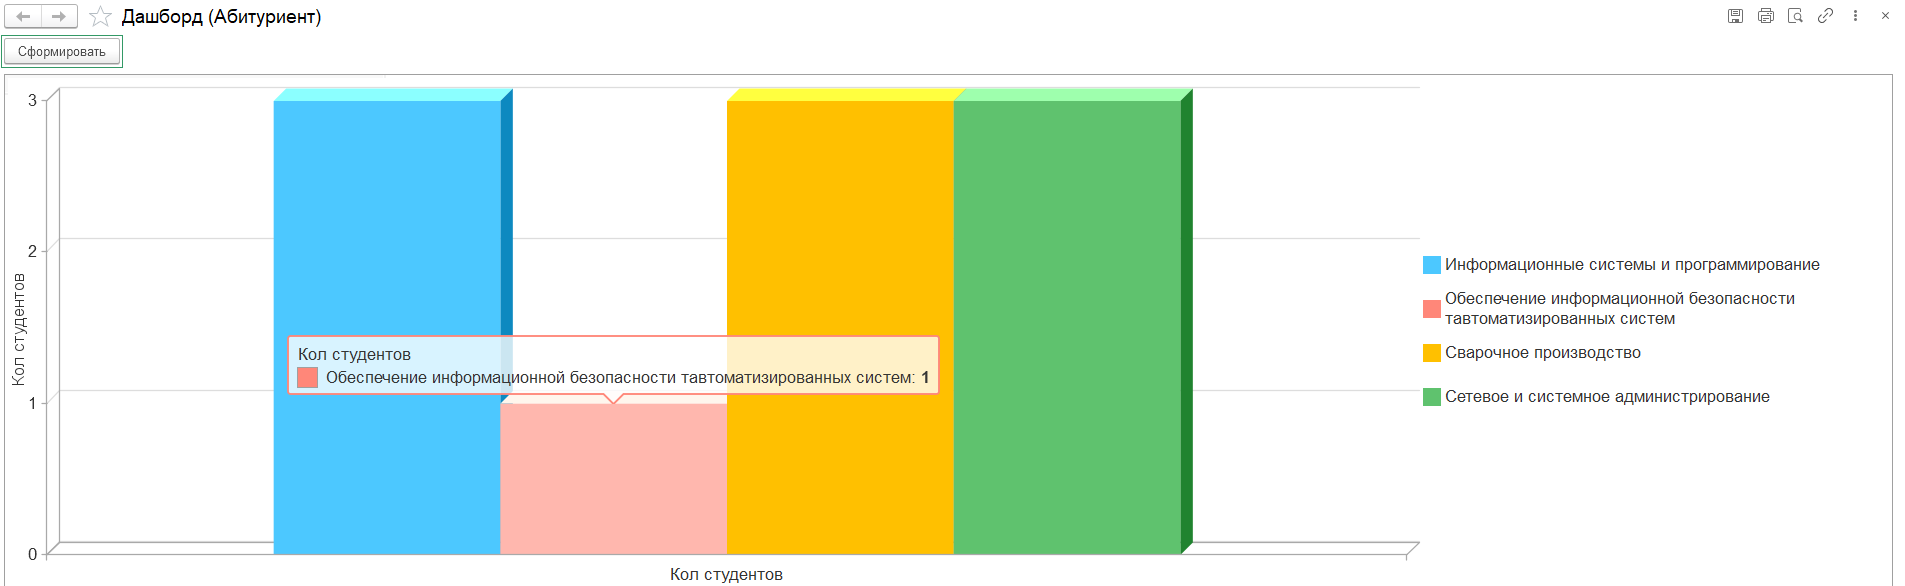 Дашборд (Абитуриент)
Сформировать
3
2
1
0
Кол студентов
Кол студентов
Обеспечение информационной безопасности тавтоматизированных систем: 1
Кол студентов
Информационные системы и программирование
Обеспечение информационной безопасности
тавтоматизированных систем
Сварочное производство
Сетевое и системное администрирование